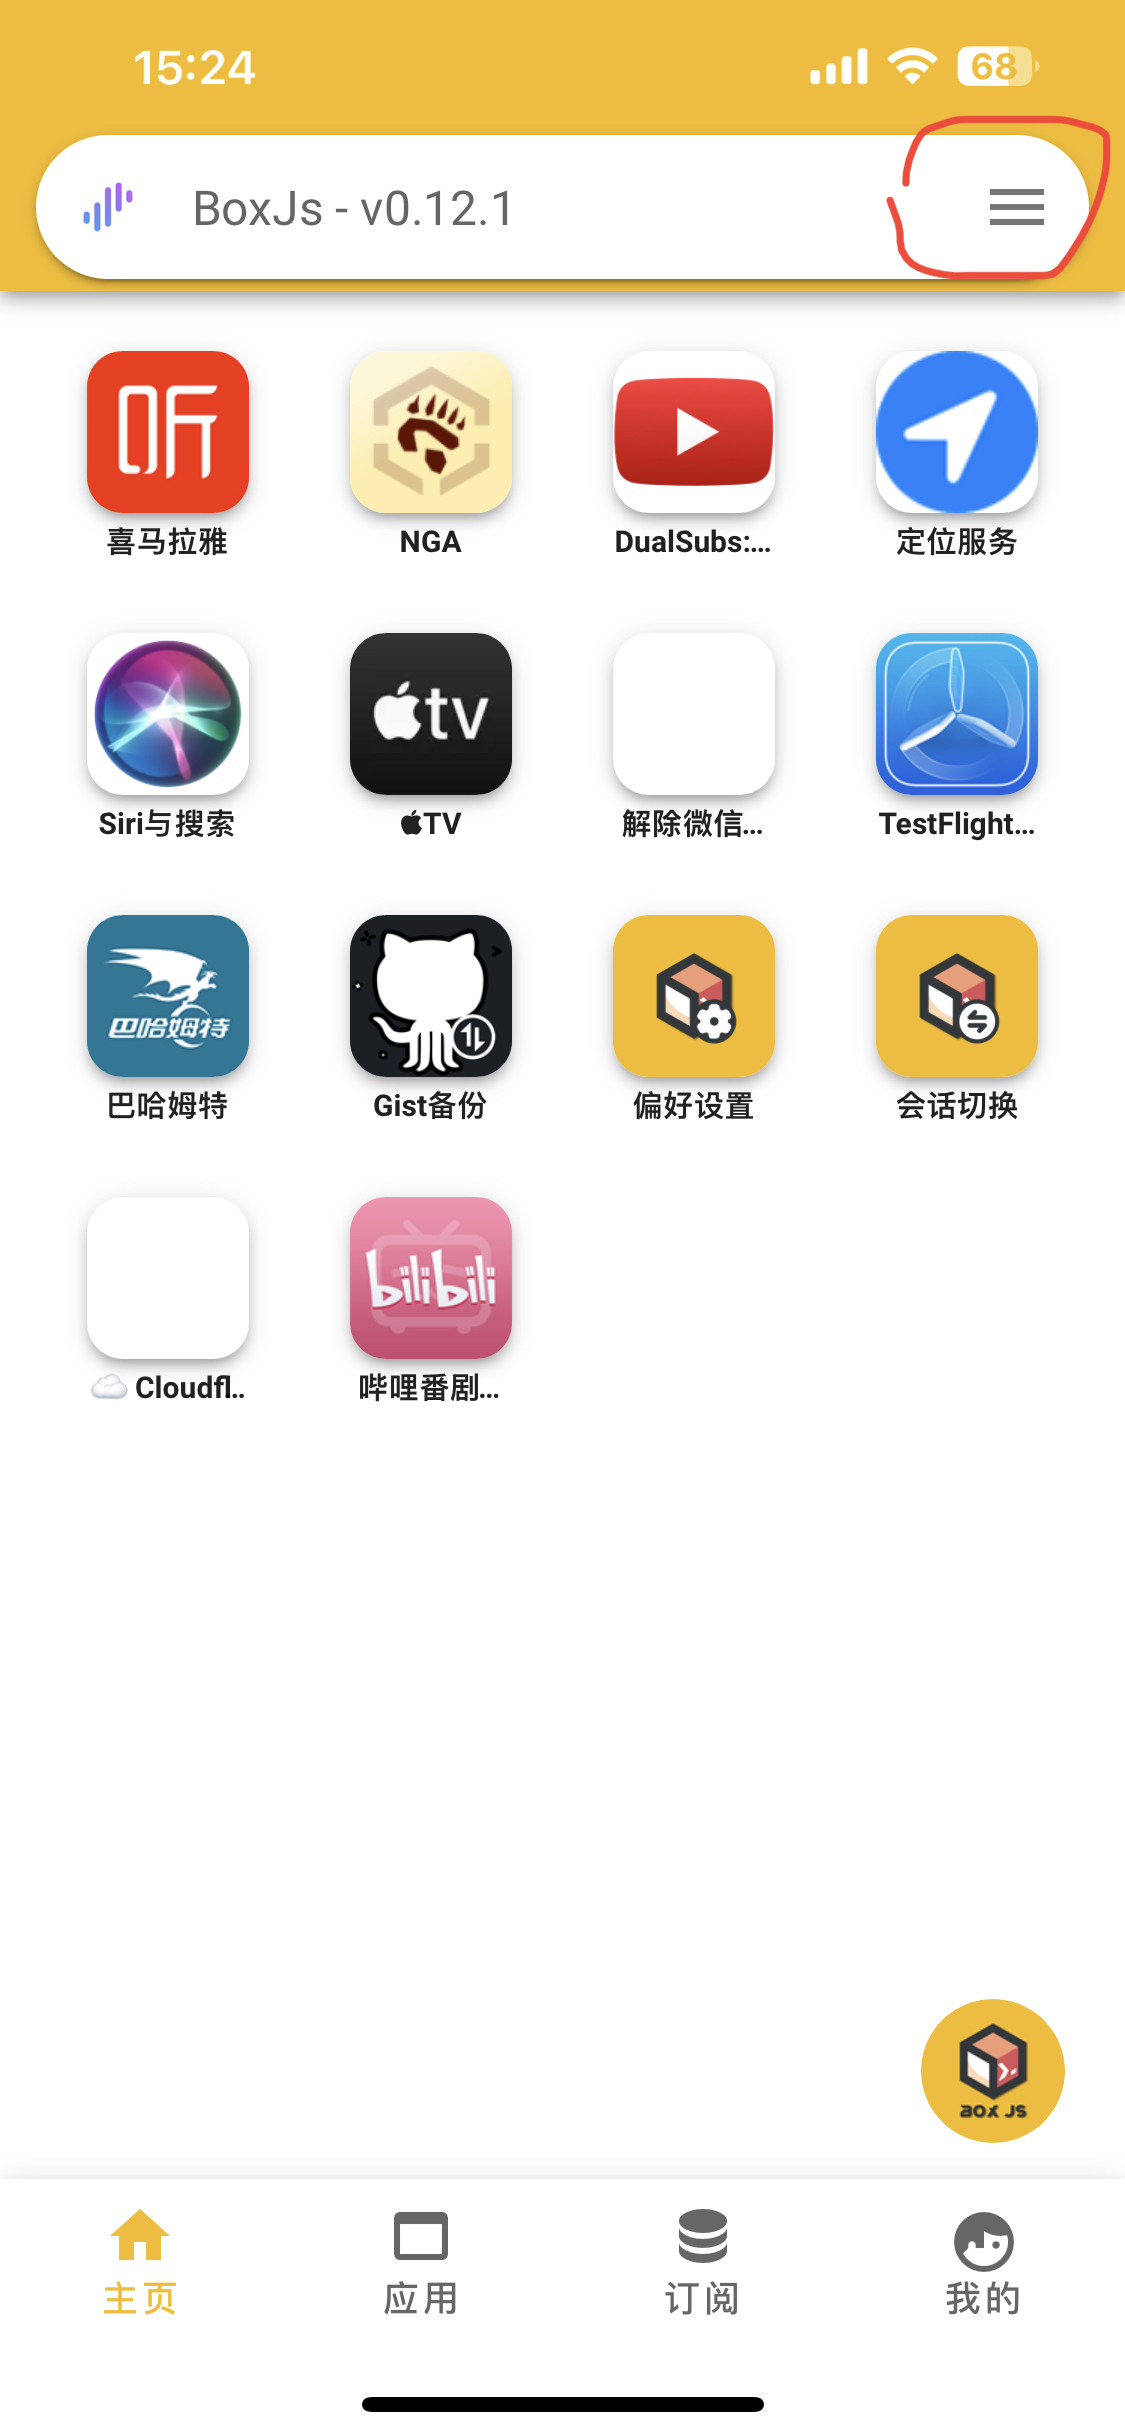 15:24
68
BoxJs - v0.12.1
听
喜马拉雅
NGA
DualSubs:...
定位服务
tv
Siri与搜索
TV
解除微信...
TestFlight...
巴哈姆特
巴哈姆特
Gist备份
偏好设置
会话切换
bilibili
☁️ Cloudfl..
哔哩番剧...
BOX JS
主页
应用
订阅
我的